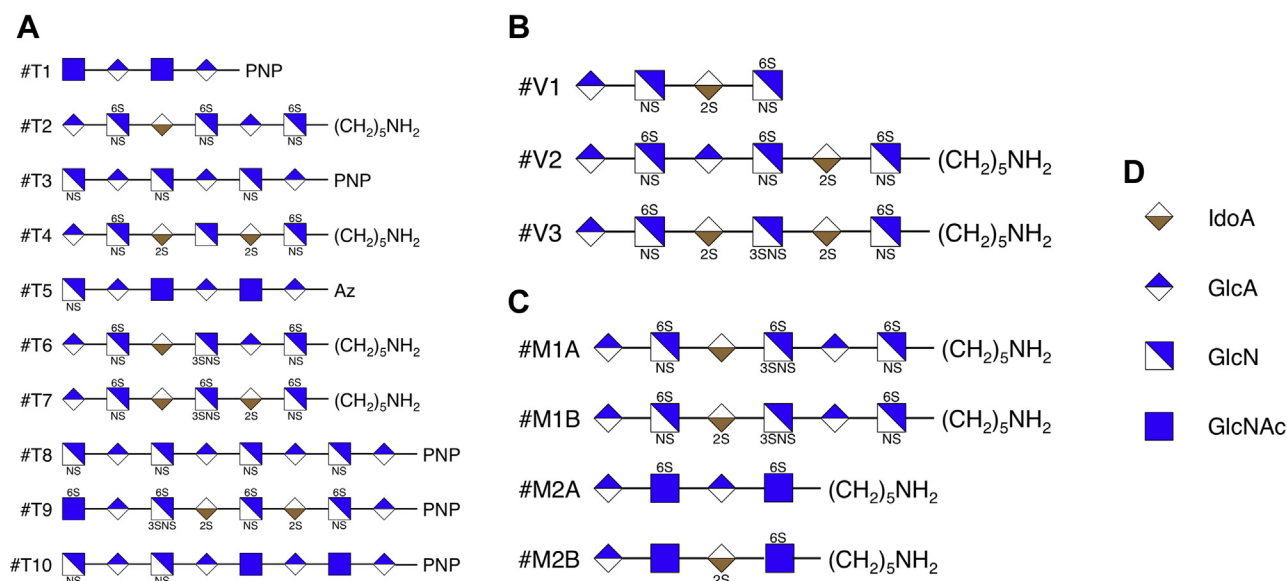 A
#T1 PNP
6S 6S 6S
#T2 (CH₂)₅NH₂
NS NS NS
#T3 PNP
NS NS NS
6S 6S
#T4 (CH₂)₅NH₂
NS 2S 2S NS
#T5 Az
NS
6S 6S 6S
#T6 (CH₂)₅NH₂
NS 3SNS NS
6S 6S 6S
#T7 (CH₂)₅NH₂
NS 3SNS 2S NS
#T8 PNP
NS NS NS NS
6S 6S 6S 6S
#T9 PNP
3SNS 2S NS 2S NS
#T10 PNP
NS NS
B
6S
#V1
NS 2S NS
6S 6S 6S
#V2 (CH₂)₅NH₂
NS NS 2S NS
6S 6S 6S
#V3 (CH₂)₅NH₂
NS 2S 3SNS 2S NS
C
6S 6S 6S
#M1A (CH₂)₅NH₂
NS 3SNS NS
6S 6S 6S
#M1B (CH₂)₅NH₂
NS 2S 3SNS NS
6S 6S
#M2A (CH₂)₅NH₂
6S
#M2B (CH₂)₅NH₂
2S
D
IdoA
GlcA
GlcN
GlcNAc